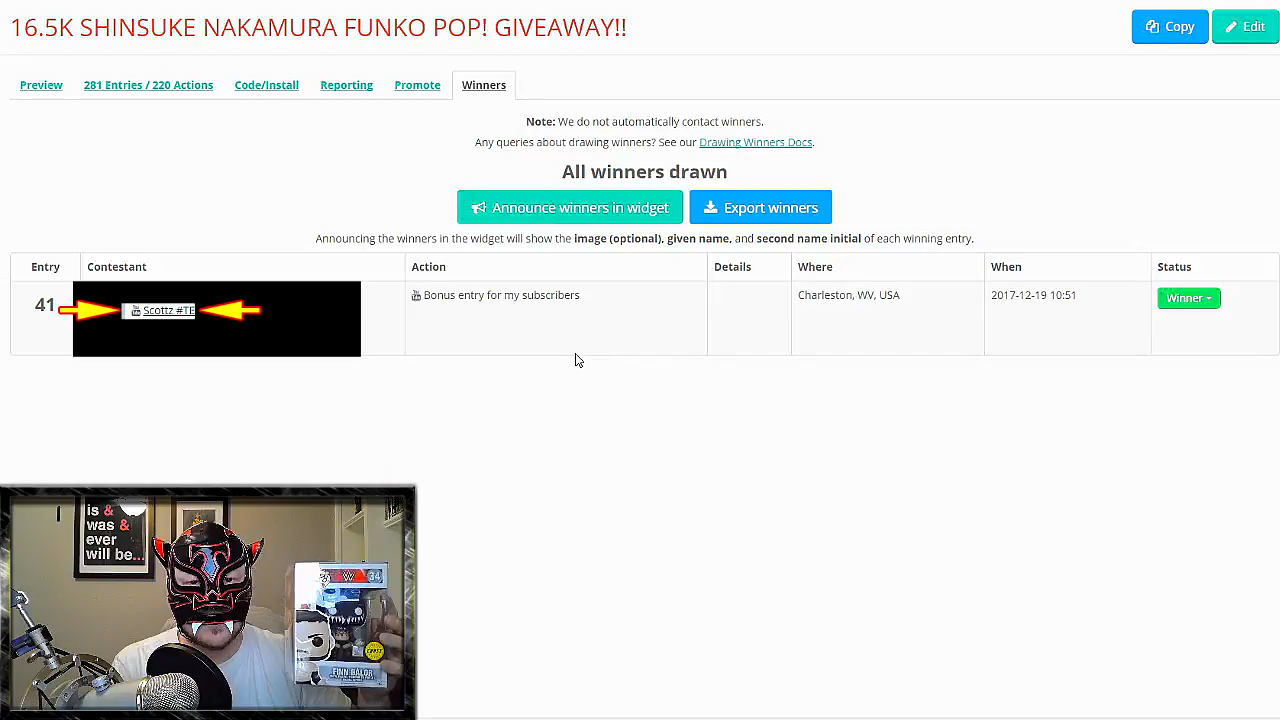 16.5K SHINSUKE NAKAMURA FUNKO POP! GIVEAWAY!!
Copy
Edit
Preview
281 Entries / 220 Actions
Code/Install
Reporting
Promote
Winners
Note: We do not automatically contact winners.
Any queries about drawing winners? See our Drawing Winners Docs.
All winners drawn
Announce winners in widget
Export winners
Announcing the winners in the widget will show the image (optional), given name, and second name initial of each winning entry.
Entry
Contestant
Action
Details
Where
When
Status
41
Scottz #TE
Bonus entry for my subscribers
Charleston, WV, USA
2017-12-19 10:51
Winner
is &
was &
ever
will be...
34
FINN BALOR